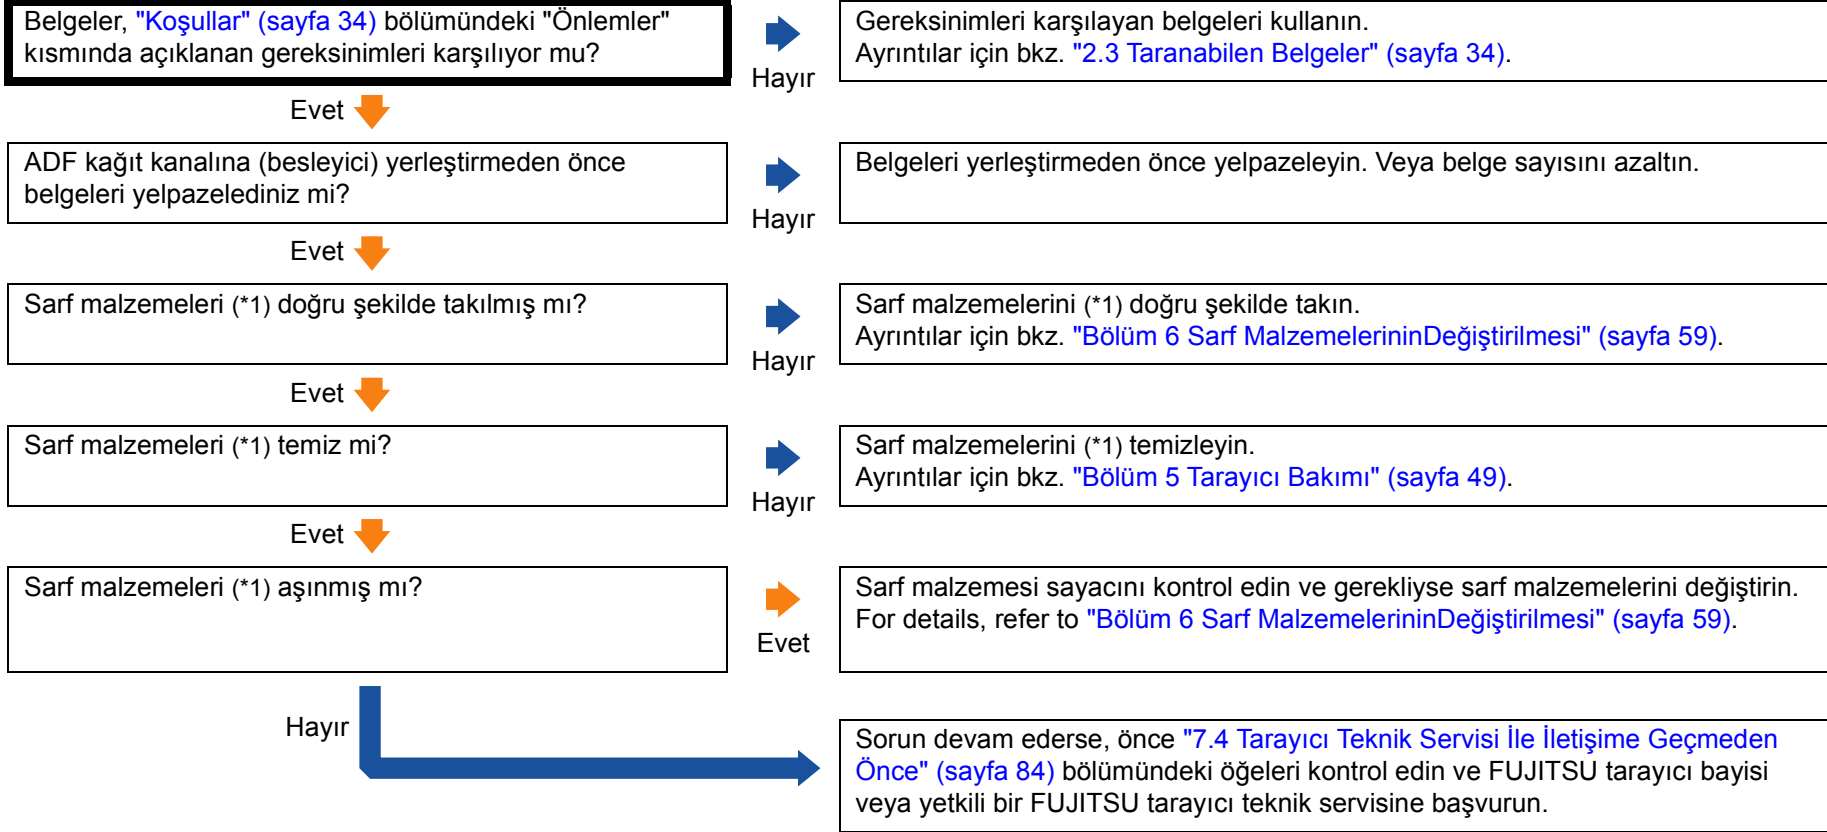 Belgeler, "Koşullar" (sayfa 34) bölümündeki "Önlemler"
kısmında açıklanan gereksinimleri karşılıyor mu?
Hayır
Gereksinimleri karşılayan belgeleri kullanın.
Ayrıntılar için bkz. "2.3 Taranabilen Belgeler" (sayfa 34).
Evet
ADF kağıt kanalına (besleyici) yerleştirmeden önce
belgeleri yelpazelediniz mi?
Hayır
Belgeleri yerleştirmeden önce yelpazeleyin. Veya belge sayısını azaltın.
Evet
Sarf malzemeleri (*1) doğru şekilde takılmış mı?
Hayır
Sarf malzemelerini (*1) doğru şekilde takın.
Ayrıntılar için bkz. "Bölüm 6 Sarf MalzemelerininDeğiştirilmesi" (sayfa 59).
Evet
Sarf malzemeleri (*1) temiz mi?
Hayır
Sarf malzemelerini (*1) temizleyin.
Ayrıntılar için bkz. "Bölüm 5 Tarayıcı Bakımı" (sayfa 49).
Evet
Sarf malzemeleri (*1) aşınmış mı?
Evet
Sarf malzemesi sayacını kontrol edin ve gerekliyse sarf malzemelerini değiştirin.
For details, refer to "Bölüm 6 Sarf MalzemelerininDeğiştirilmesi" (sayfa 59).
Hayır
Sorun devam ederse, önce "7.4 Tarayıcı Teknik Servisi İle İletişime Geçmeden
Önce" (sayfa 84) bölümündeki öğeleri kontrol edin ve FUJITSU tarayıcı bayisi
veya yetkili bir FUJITSU tarayıcı teknik servisine başvurun.